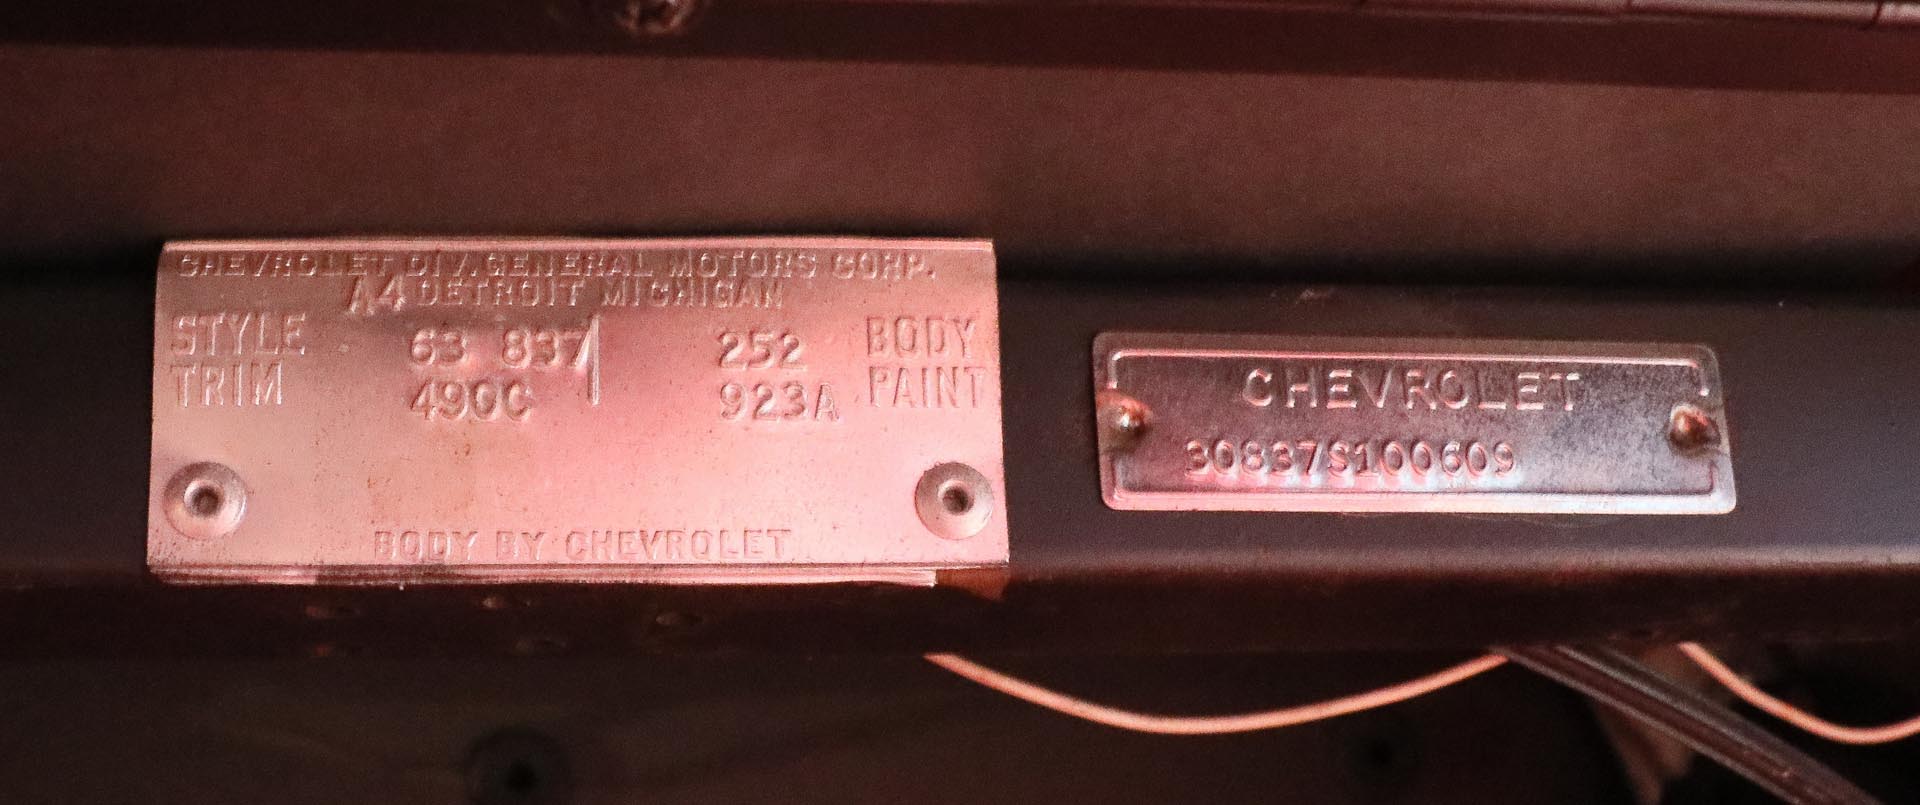 CHEVROLET DIV. GENERAL MOTORS CORP.
A4 DETROIT MICHIGAN
STYLE 63 837 252 BODY
TRIM 490C 923A PAINT
BODY BY CHEVROLET
CHEVROLET
30837S100609